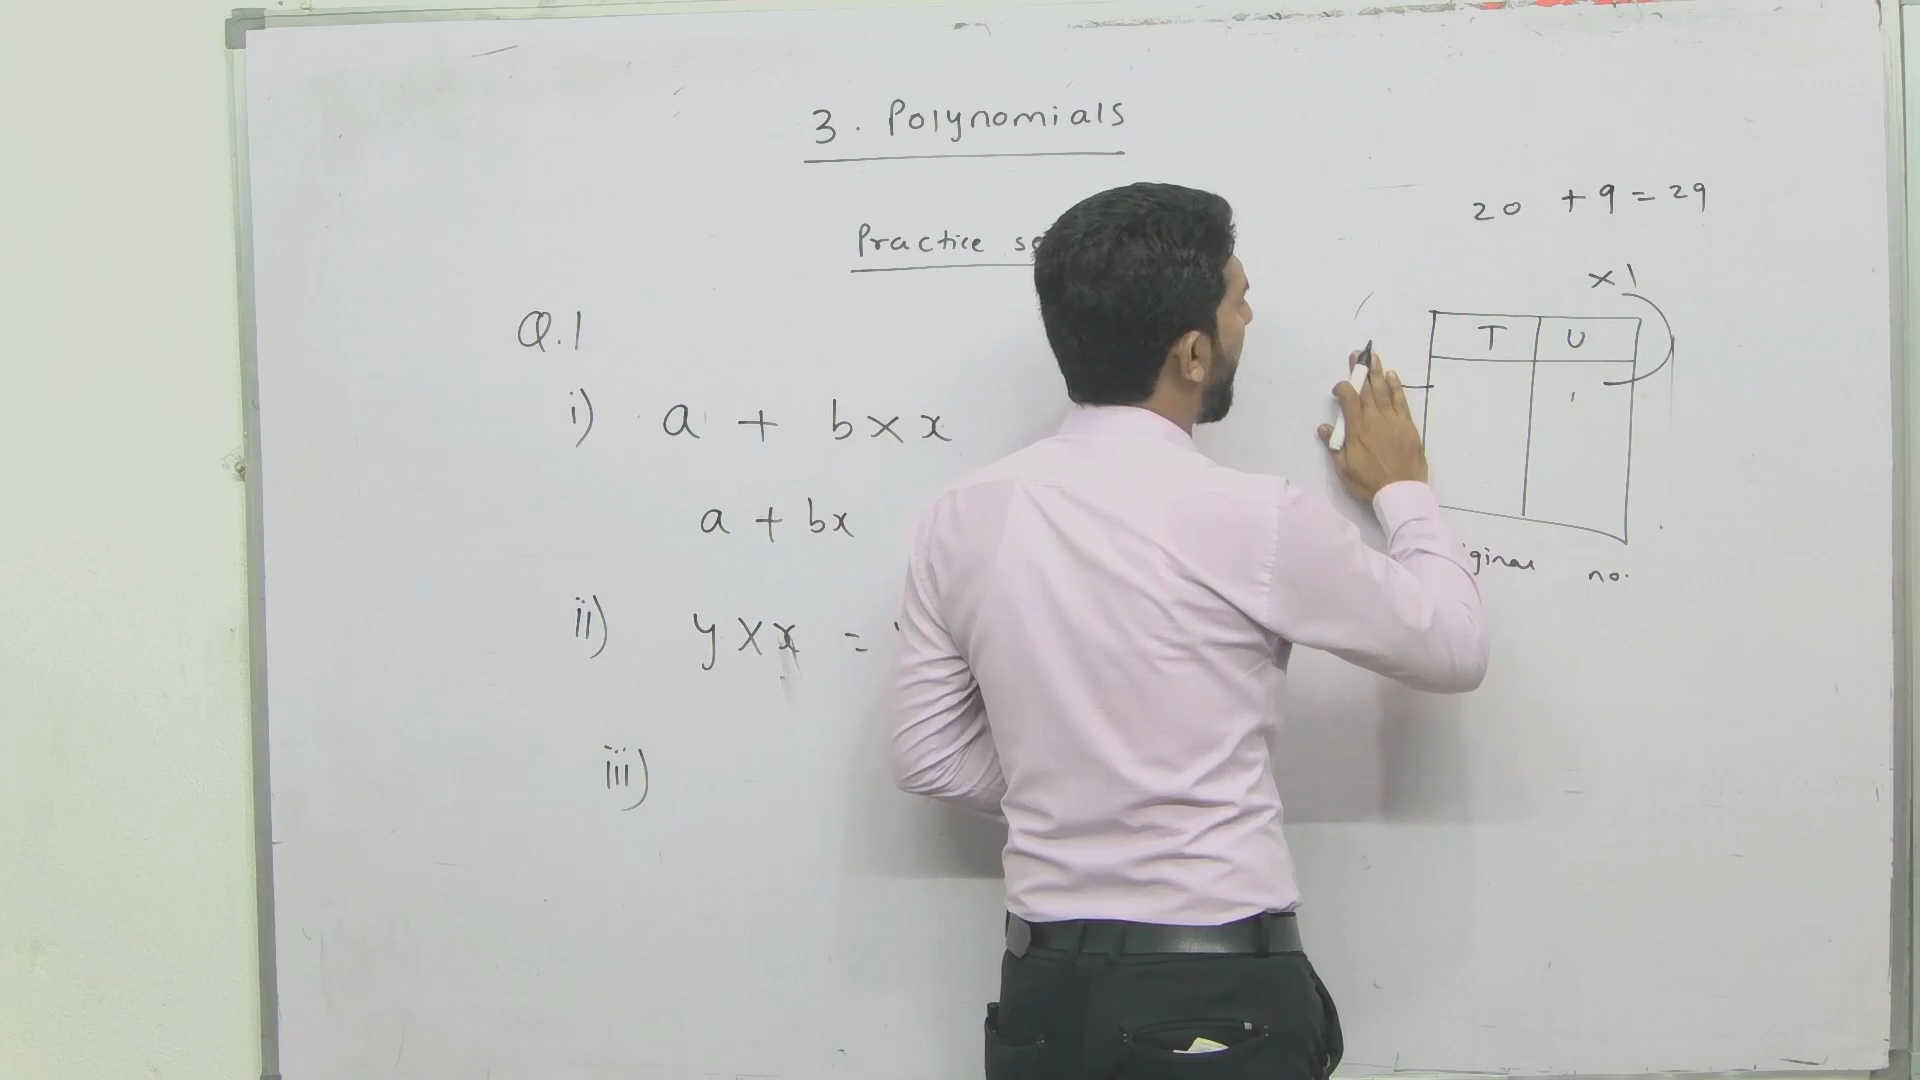 3. Polynomials
Practice
Q.1
i) a + b × x
a + bx
ii) y × x =
iii)
20 + 9 = 29
× 1
T U
no.